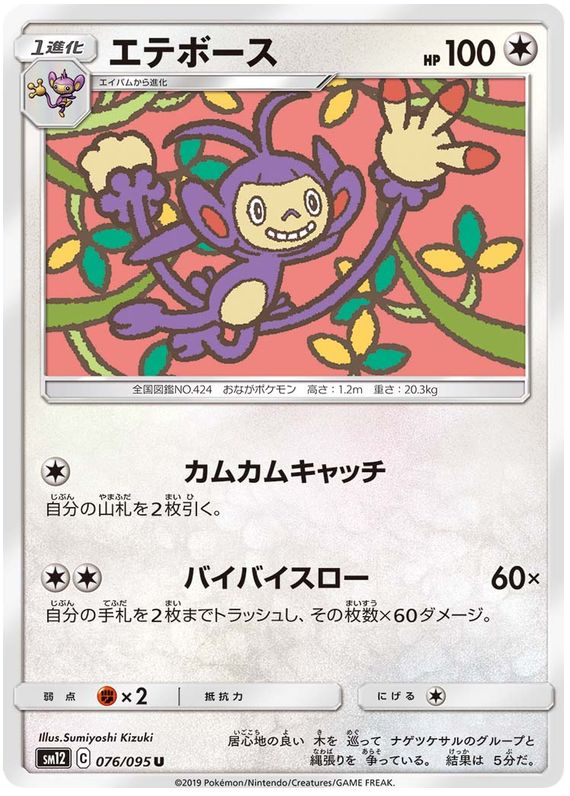 1進化 エテボース HP 100
エイパムから進化
全国図鑑NO.424 おながポケモン 高さ：1.2m 重さ：20.3kg
カムカムキャッチ
自分の山札を2枚引く。
バイバイスロー 60×
自分の手札を2枚までトラッシュし、その枚数×60ダメージ。
弱点 ×2 抵抗力 にげる
Illus.Sumiyoshi Kizuki
居心地の良い 木を 巡って ナゲツケサルのグループと
縄張りを 争っている。 結果は 5分だ。
SM12 C 076/095 U
©2019 Pokémon/Nintendo/Creatures/GAME FREAK.